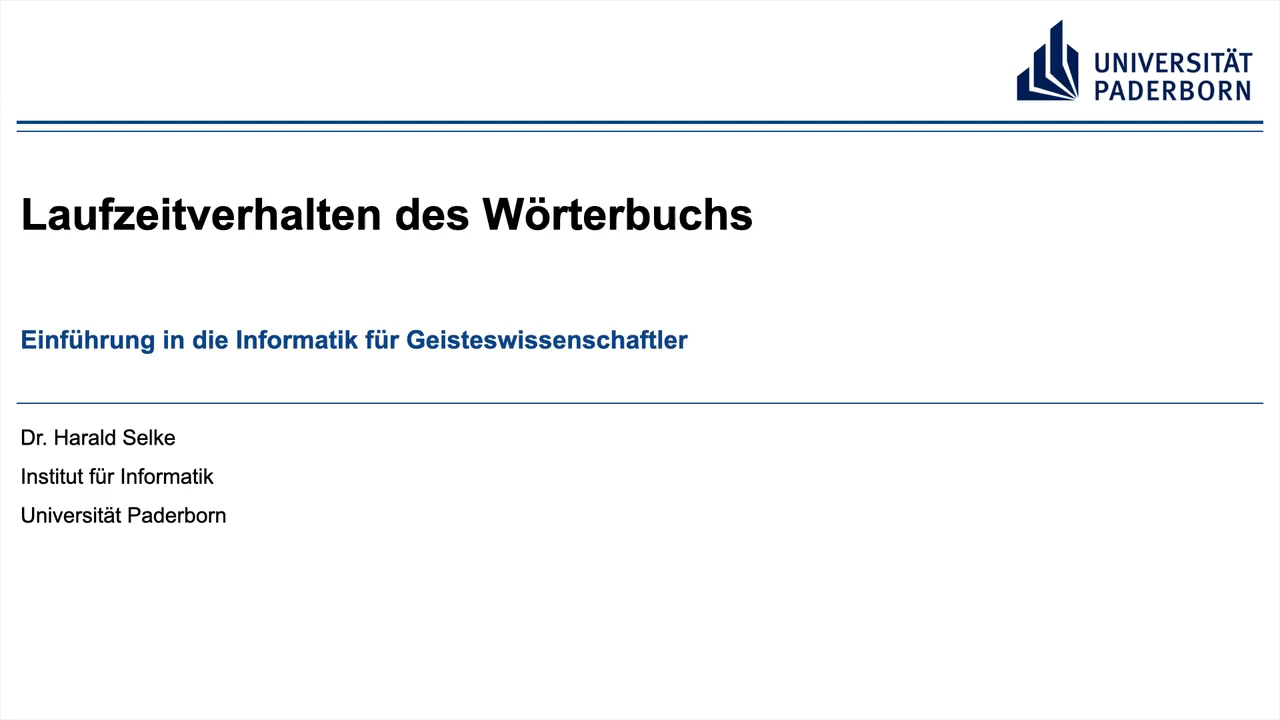 UNIVERSITÄT
PADERBORN
Laufzeitverhalten des Wörterbuchs
Einführung in die Informatik für Geisteswissenschaftler
Dr. Harald Selke
Institut für Informatik
Universität Paderborn